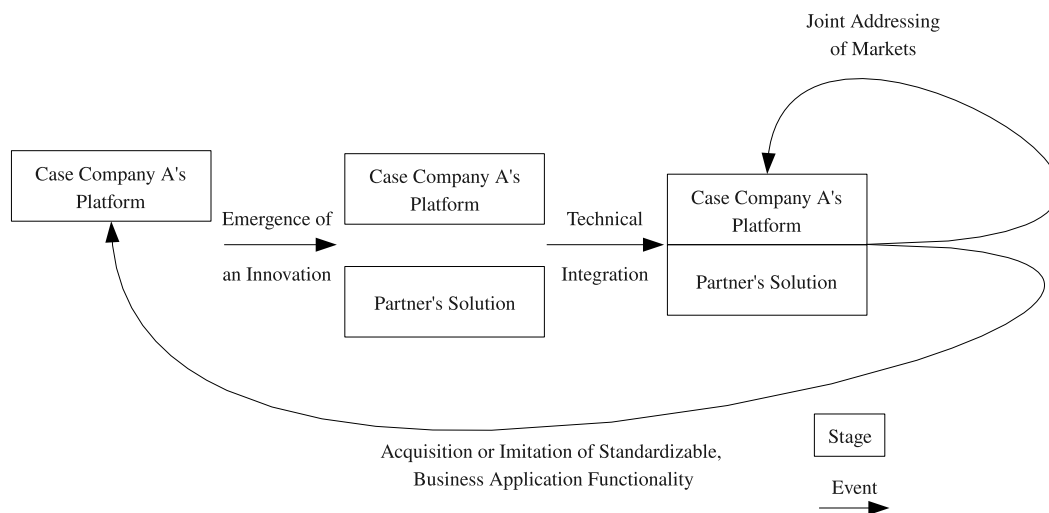 Joint Addressing
of Markets
Case Company A's
Platform
Emergence of
an Innovation
Case Company A's
Platform
Partner's Solution
Technical
Integration
Case Company A's
Platform
Partner's Solution
Acquisition or Imitation of Standardizable,
Business Application Functionality
Stage
Event